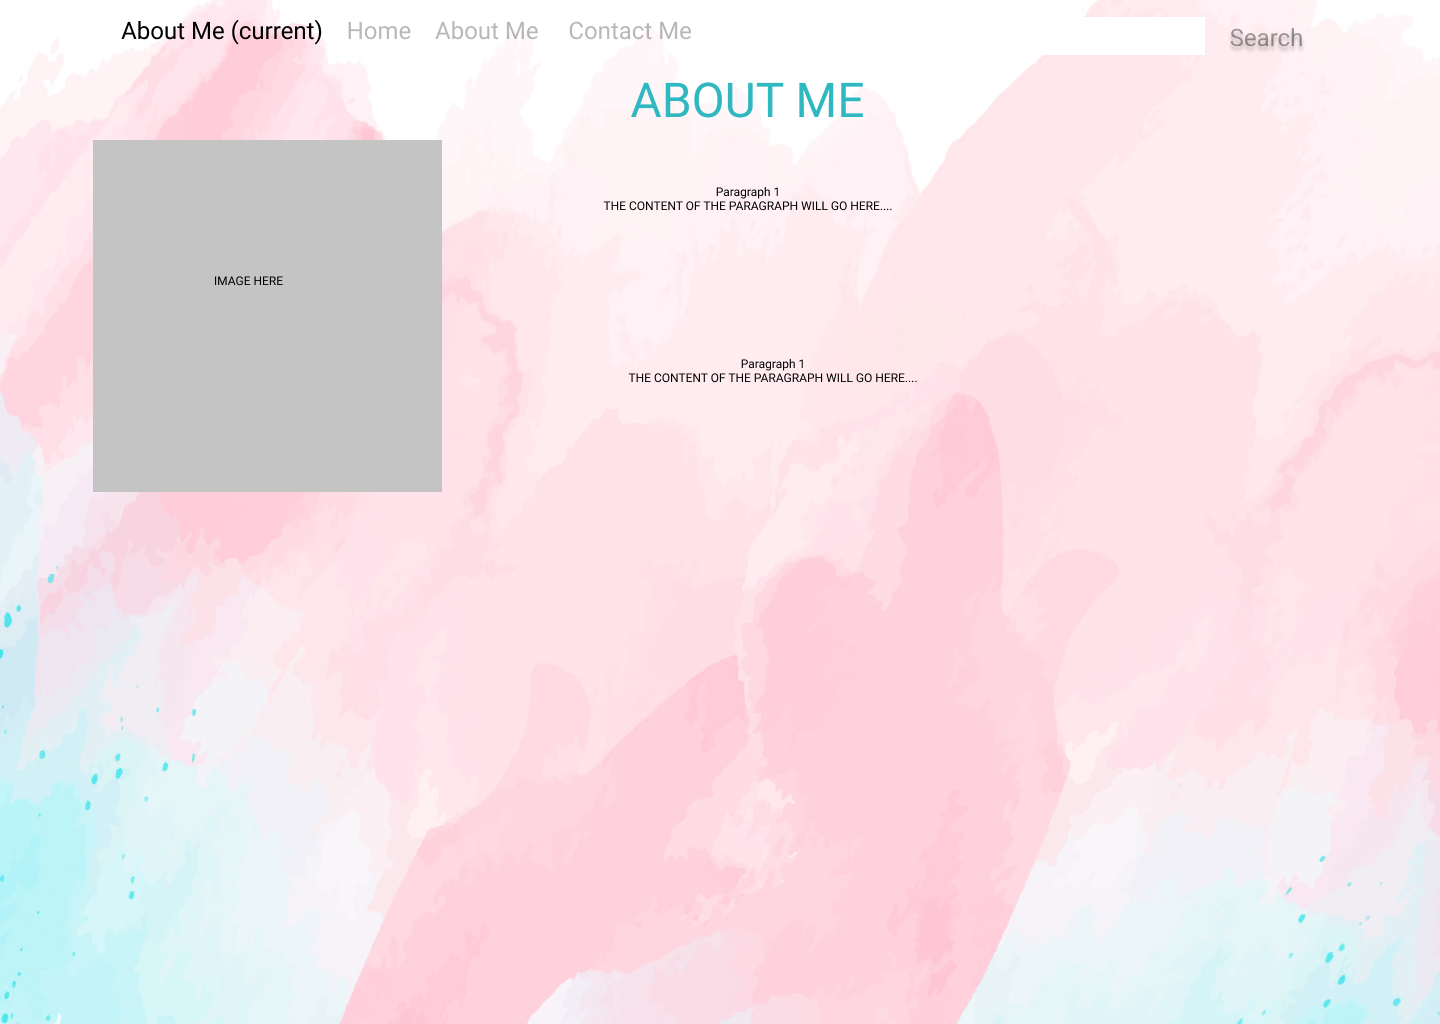 About Me (current) Home About Me Contact Me Search
ABOUT ME
IMAGE HERE
Paragraph 1
THE CONTENT OF THE PARAGRAPH WILL GO HERE....
Paragraph 1
THE CONTENT OF THE PARAGRAPH WILL GO HERE....